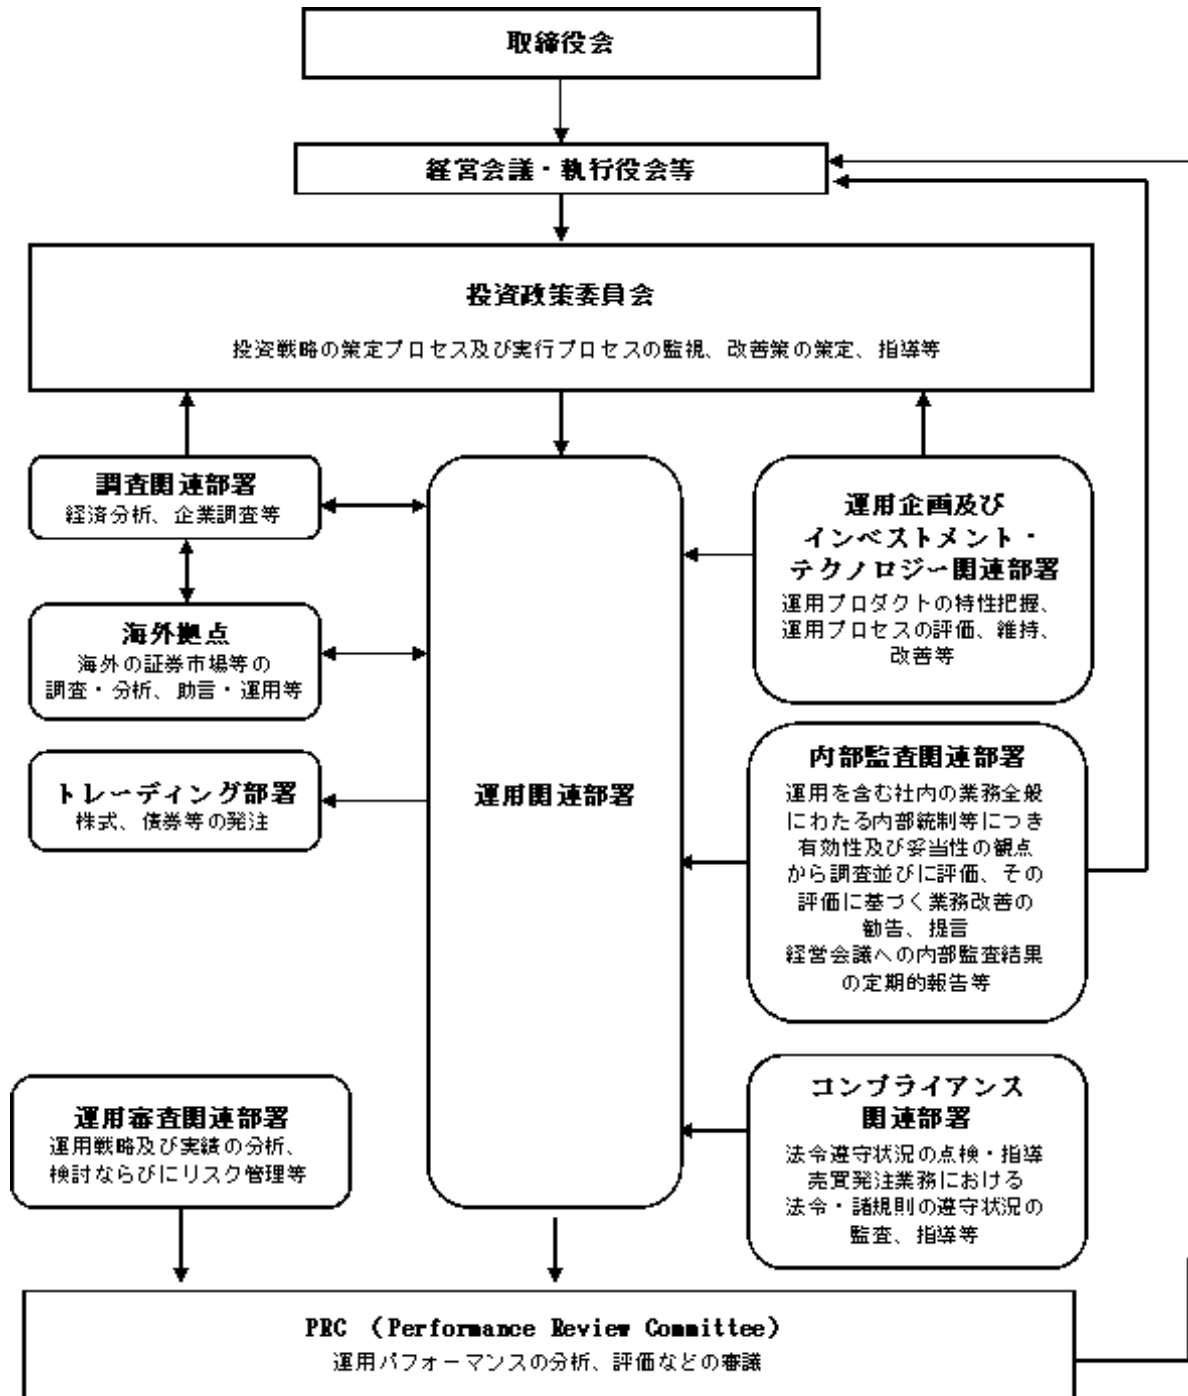 取締役会
経営会議・執行役会等
投資政策委員会
投資戦略の策定プロセス及び実行プロセスの監視、改善策の策定、指導等
調査関連部署
経済分析、企業調査等
海外拠点
海外の証券市場等の
調査・分析、助言・運用等
トレーディング部署
株式、債券等の発注
運用関連部署
運用企画及び
インベストメント・
テクノロジー関連部署
運用プロダクトの特性把握、
運用プロセスの評価、維持、
改善等
内部監査関連部署
運用を含む社内の業務全般
にわたる内部統制等につき
有効性及び妥当性の観点
から調査並びに評価、その
評価に基づく業務改善の
勧告、提言
経営会議への内部監査結果
の定期的報告等
コンプライアンス
関連部署
法令遵守状況の点検・指導
売買発注業務における
法令・諸規則の遵守状況の
監査、指導等
運用審査関連部署
運用戦略及び実績の分析、
検討ならびにリスク管理等
PRC （Performance Review Committee）
運用パフォーマンスの分析、評価などの審議